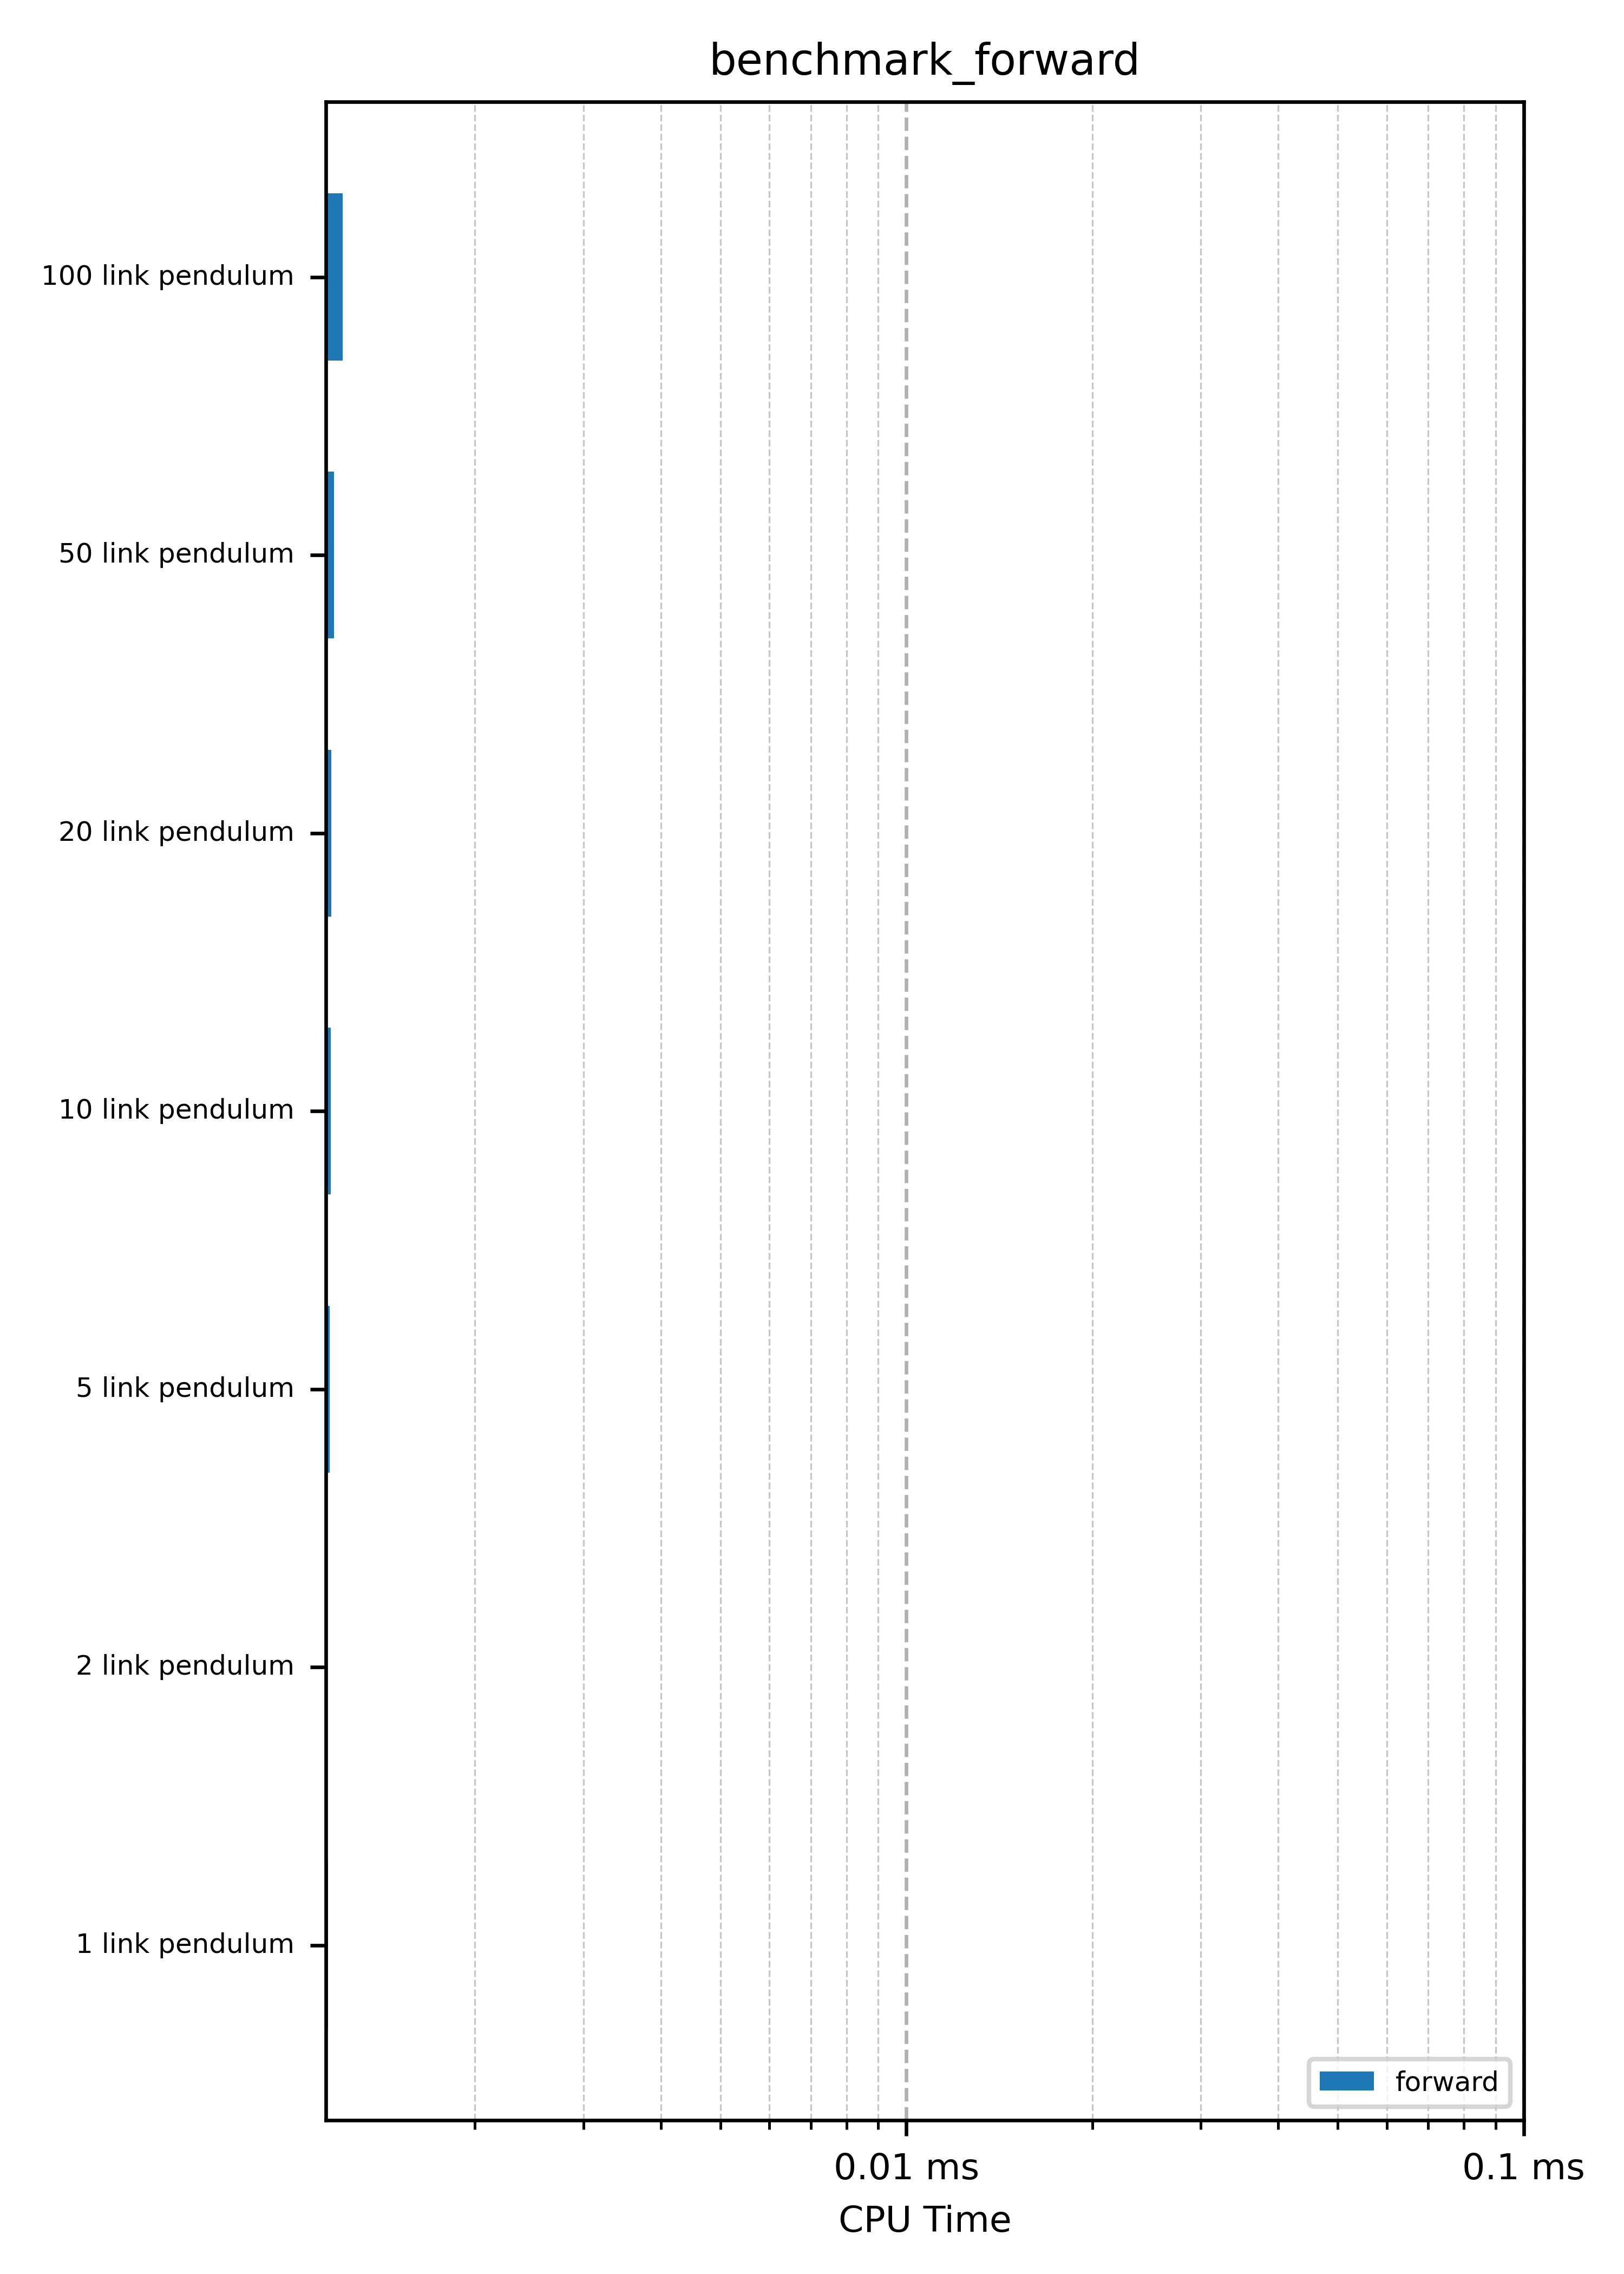 benchmark_forward
100 link pendulum
50 link pendulum
20 link pendulum
10 link pendulum
5 link pendulum
2 link pendulum
1 link pendulum
forward
0.01 ms
0.1 ms
CPU Time